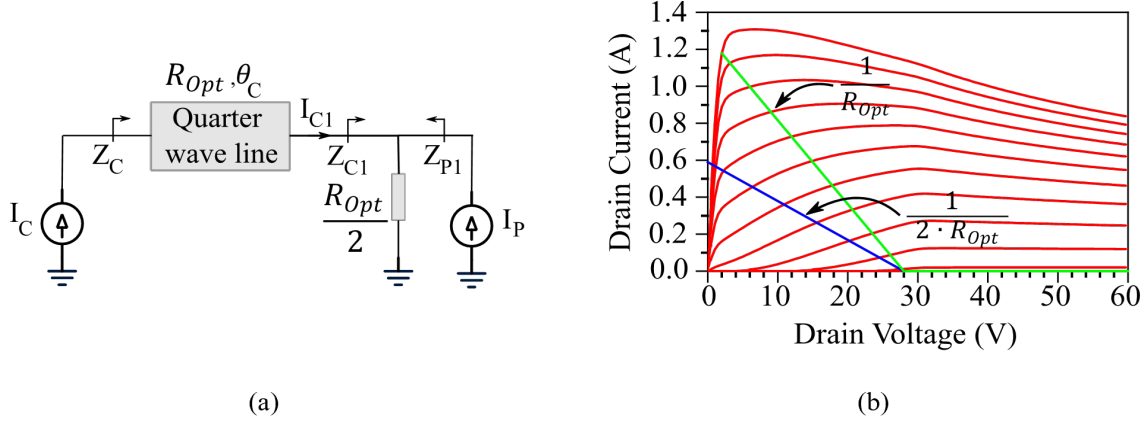 R_Opt ,θ_C
Quarter
wave line
I_C1
Z_C
Z_C1
Z_P1
I_C
R_Opt
2
I_P
(a)
Drain Current (A)
1.4
1.2
1.0
0.8
0.6
0.4
0.2
0.0
1
R_Opt
1
2 · R_Opt
0 10 20 30 40 50 60
Drain Voltage (V)
(b)